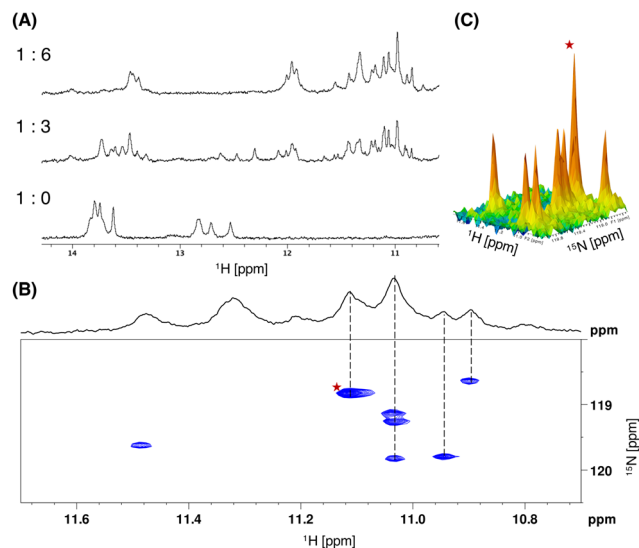 (A)
1 : 6
1 : 3
1 : 0
14 13 12 11
¹H [ppm]
(C)
¹H [ppm]
¹⁵N [ppm]
(B)
ppm
119
120
¹⁵N [ppm]
11.6 11.4 11.2 11.0 10.8 ppm
¹H [ppm]